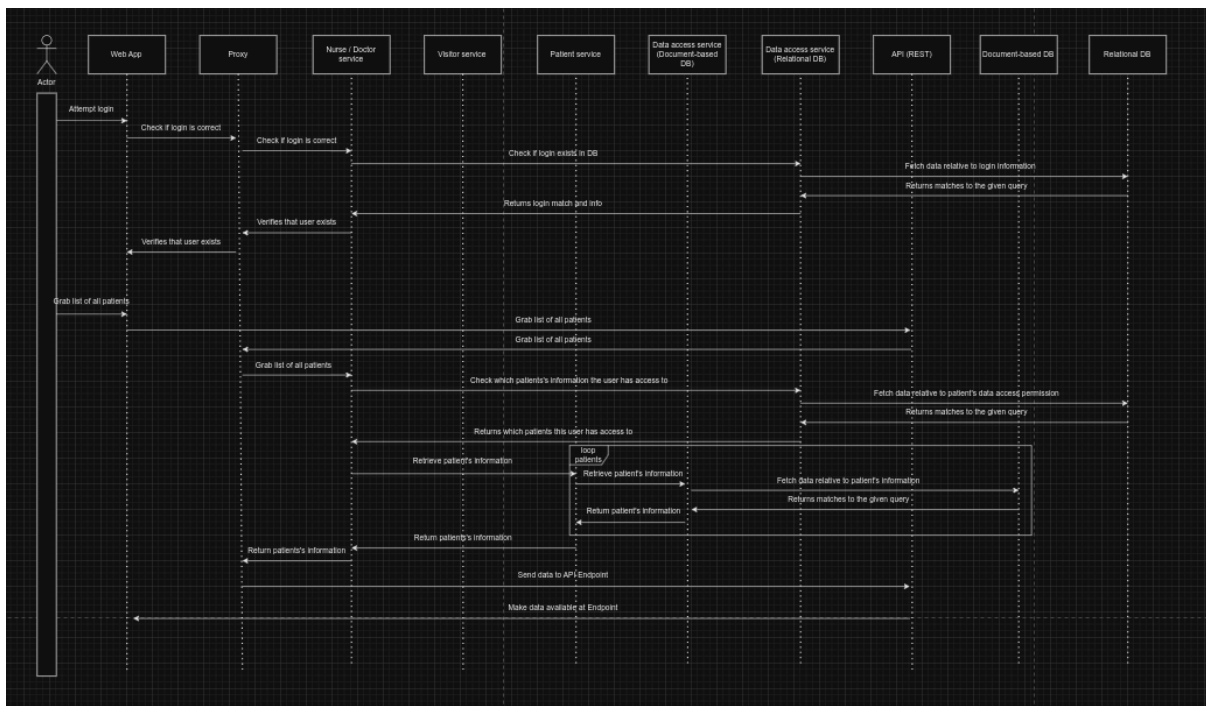 Web App
Proxy
Nurse / Doctor
service
Visitor service
Patient service
Data access service
(Document-based
DB)
Data access service
(Relational DB)
API (REST)
Document-based DB
Relational DB
Actor
Attempt login
Check if login is correct
Check if login is correct
Check if login exists in DB
Fetch data relative to login information
Returns matches to the given query
Returns login match and info
Verifies that user exists
Verifies that user exists
Grab list of all patients
Grab list of all patients
Grab list of all patients
Grab list of all patients
Check which patients's information the user has access to
Fetch data relative to patient's data access permission
Returns matches to the given query
Returns which patients this user has access to
loop
patients
Retrieve patient's information
Retrieve patient's information
Fetch data relative to patient's information
Returns matches to the given query
Return patient's information
Return patients's information
Return patients's information
Send data to API Endpoint
Make data available at Endpoint